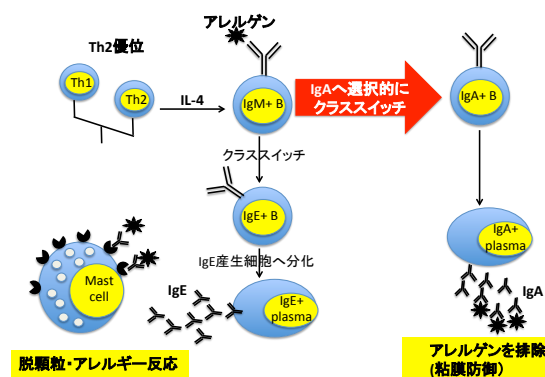 アレルゲン
Th2優位
Th1
Th2
IL-4
IgM+ B
IgAへ選択的に
クラススイッチ
IgA+ B
クラススイッチ
IgE+ B
IgE産生細胞へ分化
IgA+
plasma
Mast
cell
IgE
IgE+
plasma
IgA
脱顆粒・アレルギー反応
アレルゲンを排除
(粘膜防御)